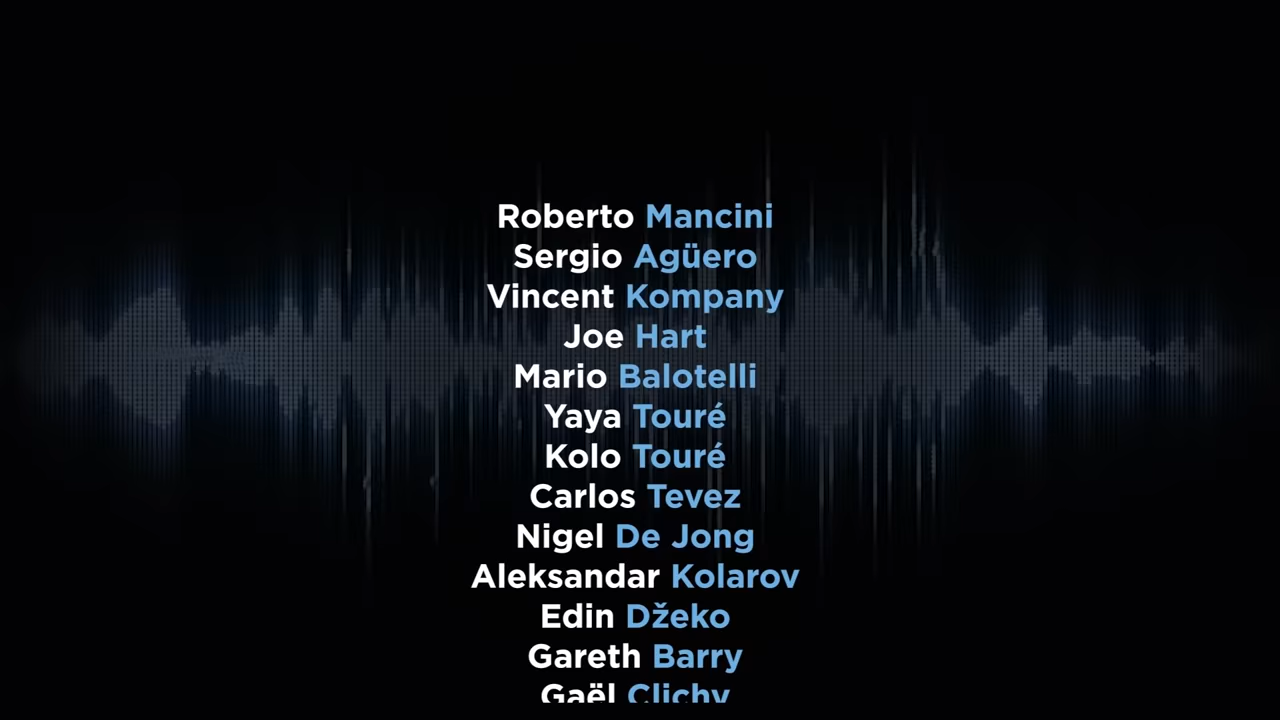 Roberto Mancini
Sergio Agüero
Vincent Kompany
Joe Hart
Mario Balotelli
Yaya Touré
Kolo Touré
Carlos Tevez
Nigel De Jong
Aleksandar Kolarov
Edin Džeko
Gareth Barry
Gaël Clichy